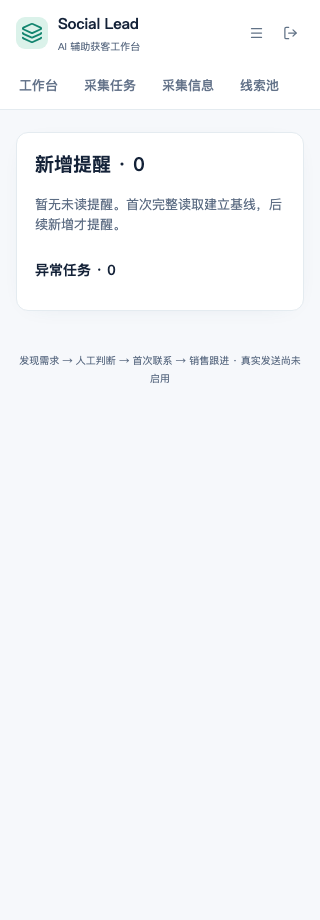 Social Lead
AI 辅助获客工作台
工作台 采集任务 采集信息 线索池
新增提醒 · 0
暂无未读提醒。首次完整读取建立基线，后
续新增才提醒。
异常任务 · 0
发现需求 → 人工判断 → 首次联系 → 销售跟进 · 真实发送尚未
启用